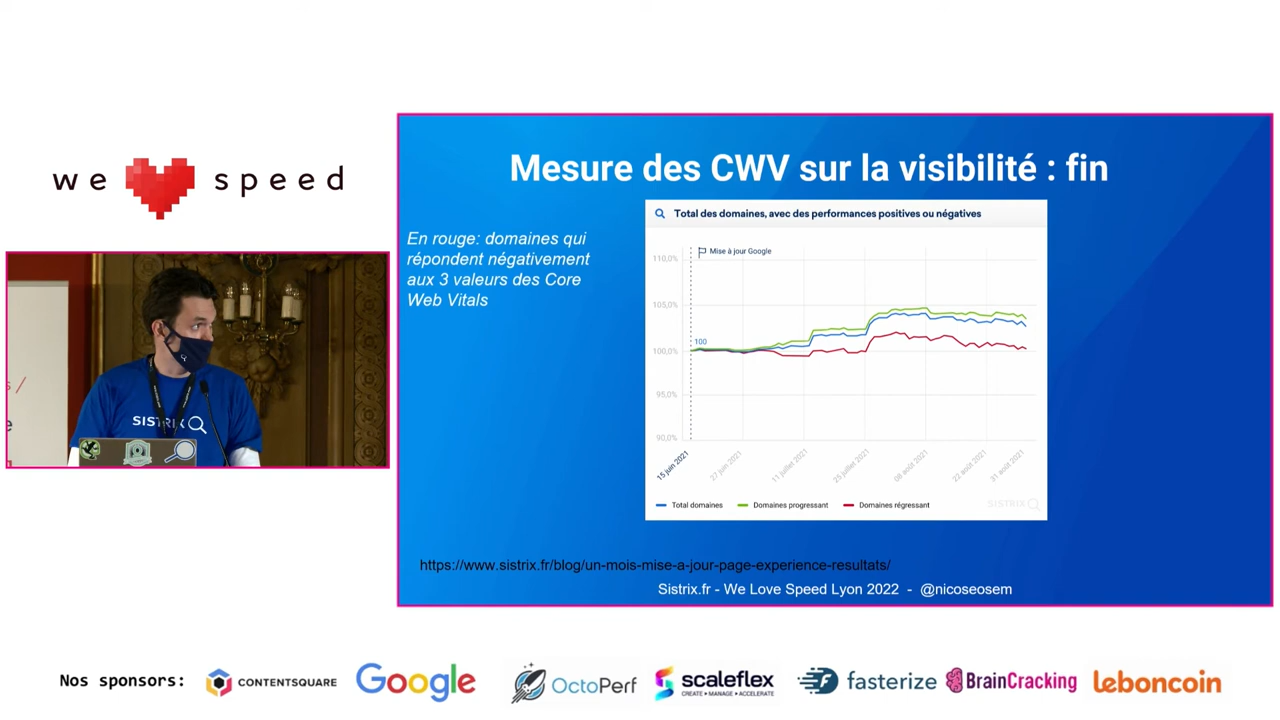 we speed
Mesure des CWV sur la visibilité : fin
En rouge: domaines qui
répondent négativement
aux 3 valeurs des Core
Web Vitals
Total des domaines, avec des performances positives ou négatives
Mise à jour Google
110,0%
105,0%
100
100,0%
95,0%
90,0%
15 juin 2021
27 juin 2021
11 juillet 2021
25 juillet 2021
08 août 2021
22 août 2021
31 août 2021
Total domaines
Domaines progressant
Domaines régressant
SISTRIX
https://www.sistrix.fr/blog/un-mois-mise-a-jour-page-experience-resultats/
Sistrix.fr - We Love Speed Lyon 2022 - @nicoseosem
SISTRIX
Nos sponsors:
CONTENTSQUARE
Google
OctoPerf
scaleflex
CREATE • MANAGE • ACCELERATE
fasterize
BrainCracking
leboncoin